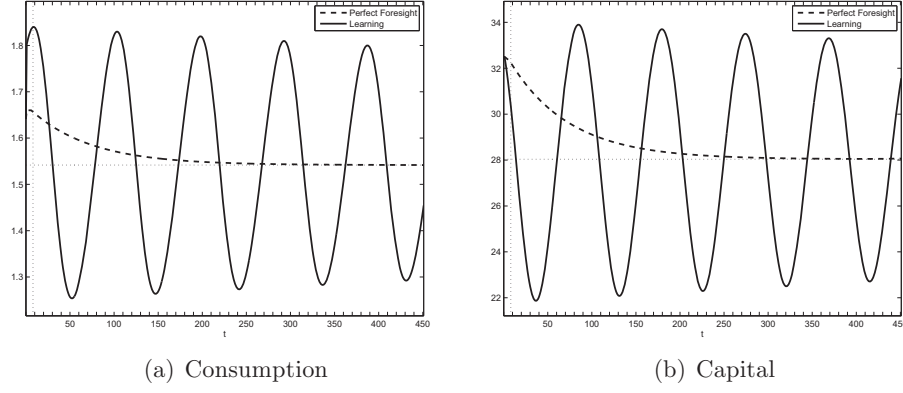 Perfect Foresight
Learning
1.8
1.7
1.6
1.5
1.4
1.3
50 100 150 200 250 300 350 400 450
t
(a) Consumption
Perfect Foresight
Learning
34
32
30
28
26
24
22
50 100 150 200 250 300 350 400 450
t
(b) Capital